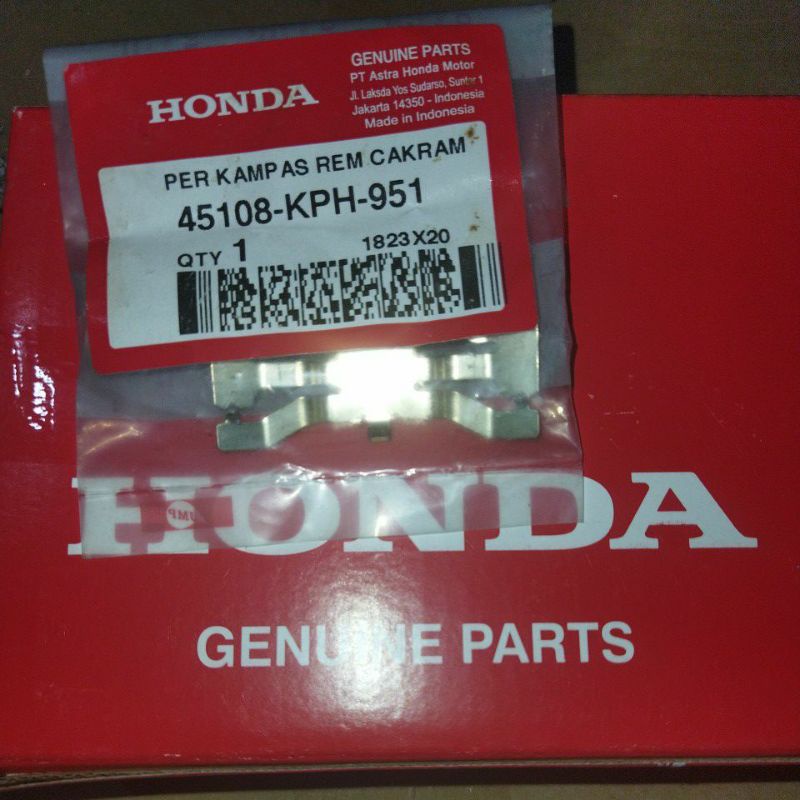 HONDA
GENUINE PARTS
PT Astra Honda Motor
Jl. Laksda Yos Sudarso, Sunter 1
Jakarta 14350 - Indonesia
Made in Indonesia
PER KAMPAS REM CAKRAM
45108-KPH-951
QTY 1 1823X20
HONDA
GENUINE PARTS